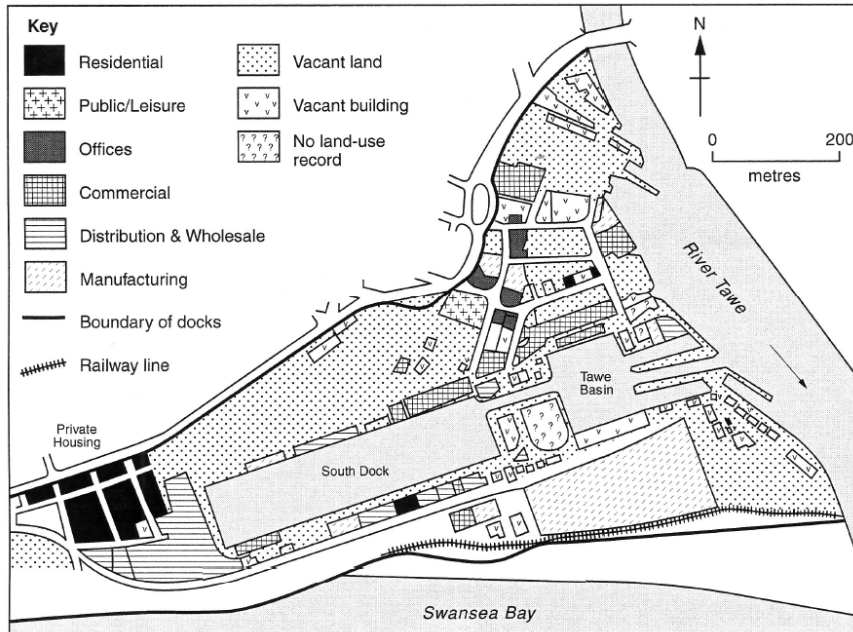 Key
Residential
Public/Leisure
Offices
Commercial
Distribution & Wholesale
Manufacturing
Boundary of docks
Railway line
Vacant land
Vacant building
No land-use
record
N
0 200
metres
River Tawe
Tawe
Basin
South Dock
Private
Housing
Swansea Bay